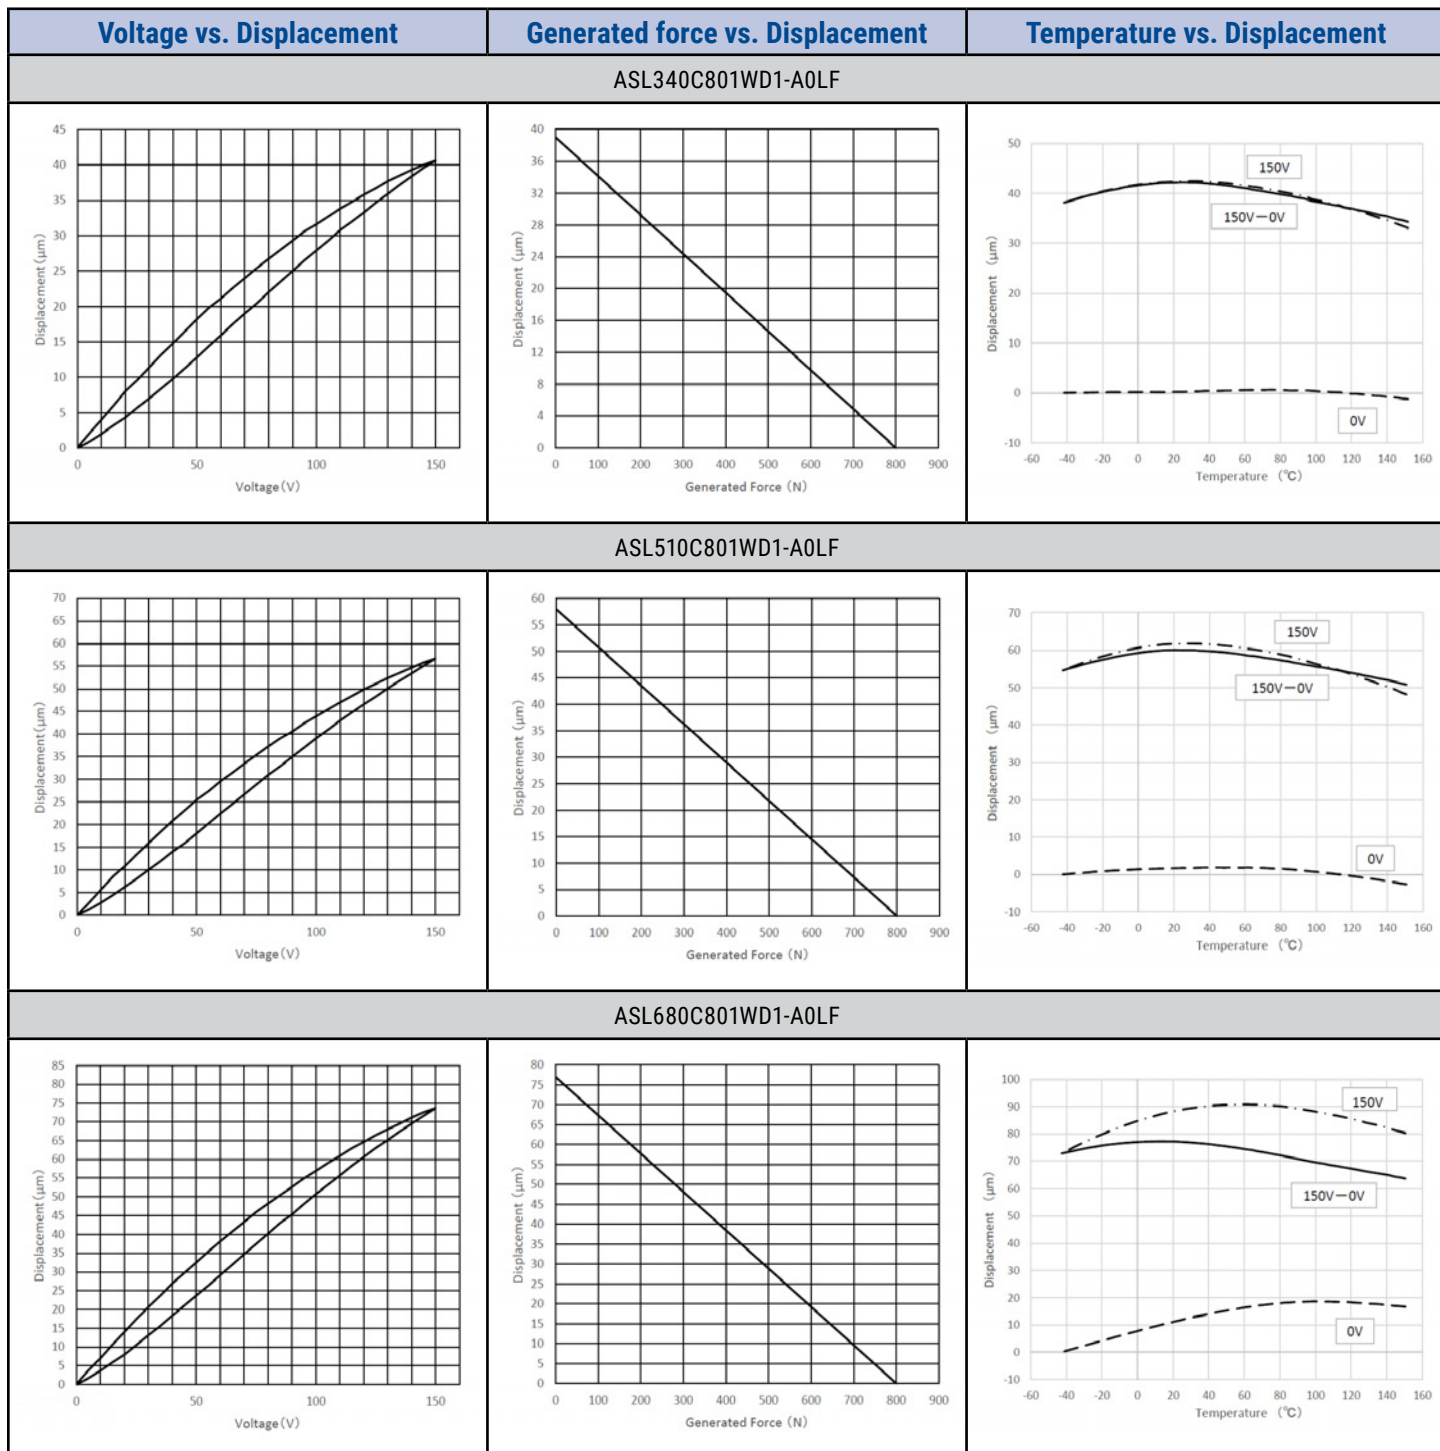 Voltage vs. Displacement
Generated force vs. Displacement
Temperature vs. Displacement
ASL340C801WD1-A0LF
45
40
35
30
25
20
15
10
5
0
Displacement(μm)
0 50 100 150
Voltage(V)
40
36
32
28
24
20
16
12
8
4
0
Displacement (μm)
0 100 200 300 400 500 600 700 800 900
Generated Force (N)
50
40
30
20
10
0
-10
Displacement (μm)
150V
150V-0V
0V
-60 -40 -20 0 20 40 60 80 100 120 140 160
Temperature (℃)
ASL510C801WD1-A0LF
70
65
60
55
50
45
40
35
30
25
20
15
10
5
0
Displacement(μm)
0 50 100 150
Voltage(V)
60
55
50
45
40
35
30
25
20
15
10
5
0
Displacement (μm)
0 100 200 300 400 500 600 700 800 900
Generated Force (N)
70
60
50
40
30
20
10
0
-10
Displacement (μm)
150V
150V-0V
0V
-60 -40 -20 0 20 40 60 80 100 120 140 160
Temperature (℃)
ASL680C801WD1-A0LF
85
80
75
70
65
60
55
50
45
40
35
30
25
20
15
10
5
0
Displacement(μm)
0 50 100 150
Voltage(V)
80
75
70
65
60
55
50
45
40
35
30
25
20
15
10
5
0
Displacement (μm)
0 100 200 300 400 500 600 700 800 900
Generated Force (N)
100
90
80
70
60
50
40
30
20
10
0
-10
Displacement (μm)
150V
150V-0V
0V
-60 -40 -20 0 20 40 60 80 100 120 140 160
Temperature (℃)